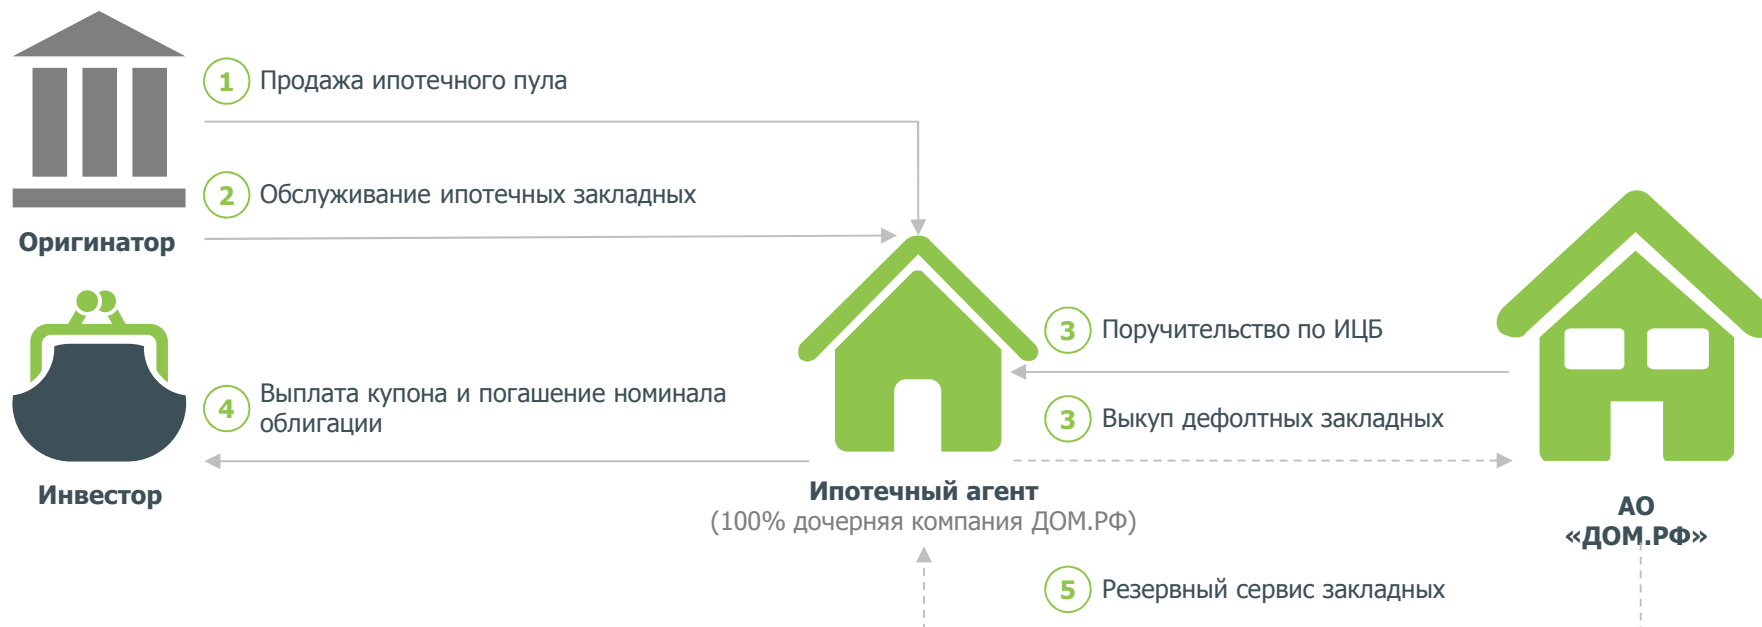 1 Продажа ипотечного пула
2 Обслуживание ипотечных закладных
Оригинатор
3 Поручительство по ИЦБ
4 Выплата купона и погашение номинала
облигации
3 Выкуп дефолтных закладных
Инвестор
Ипотечный агент
(100% дочерняя компания ДОМ.РФ)
АО
«ДОМ.РФ»
5 Резервный сервис закладных